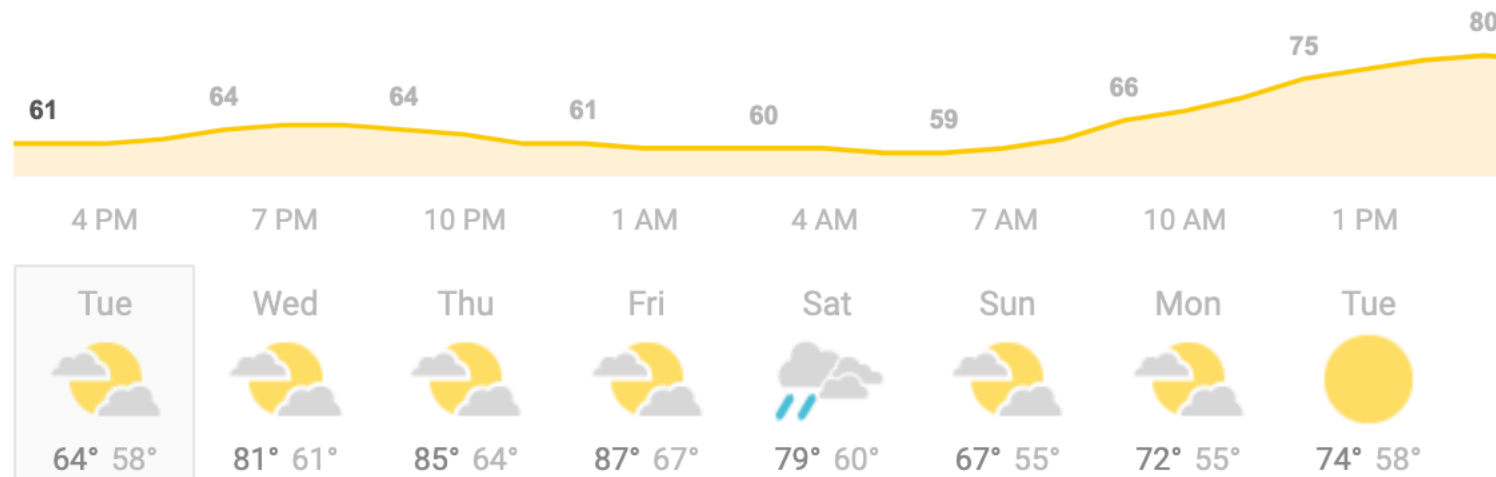 80
75
61 64 64 61 60 59 66
4 PM 7 PM 10 PM 1 AM 4 AM 7 AM 10 AM 1 PM
Tue Wed Thu Fri Sat Sun Mon Tue
64° 58° 81° 61° 85° 64° 87° 67° 79° 60° 67° 55° 72° 55° 74° 58°